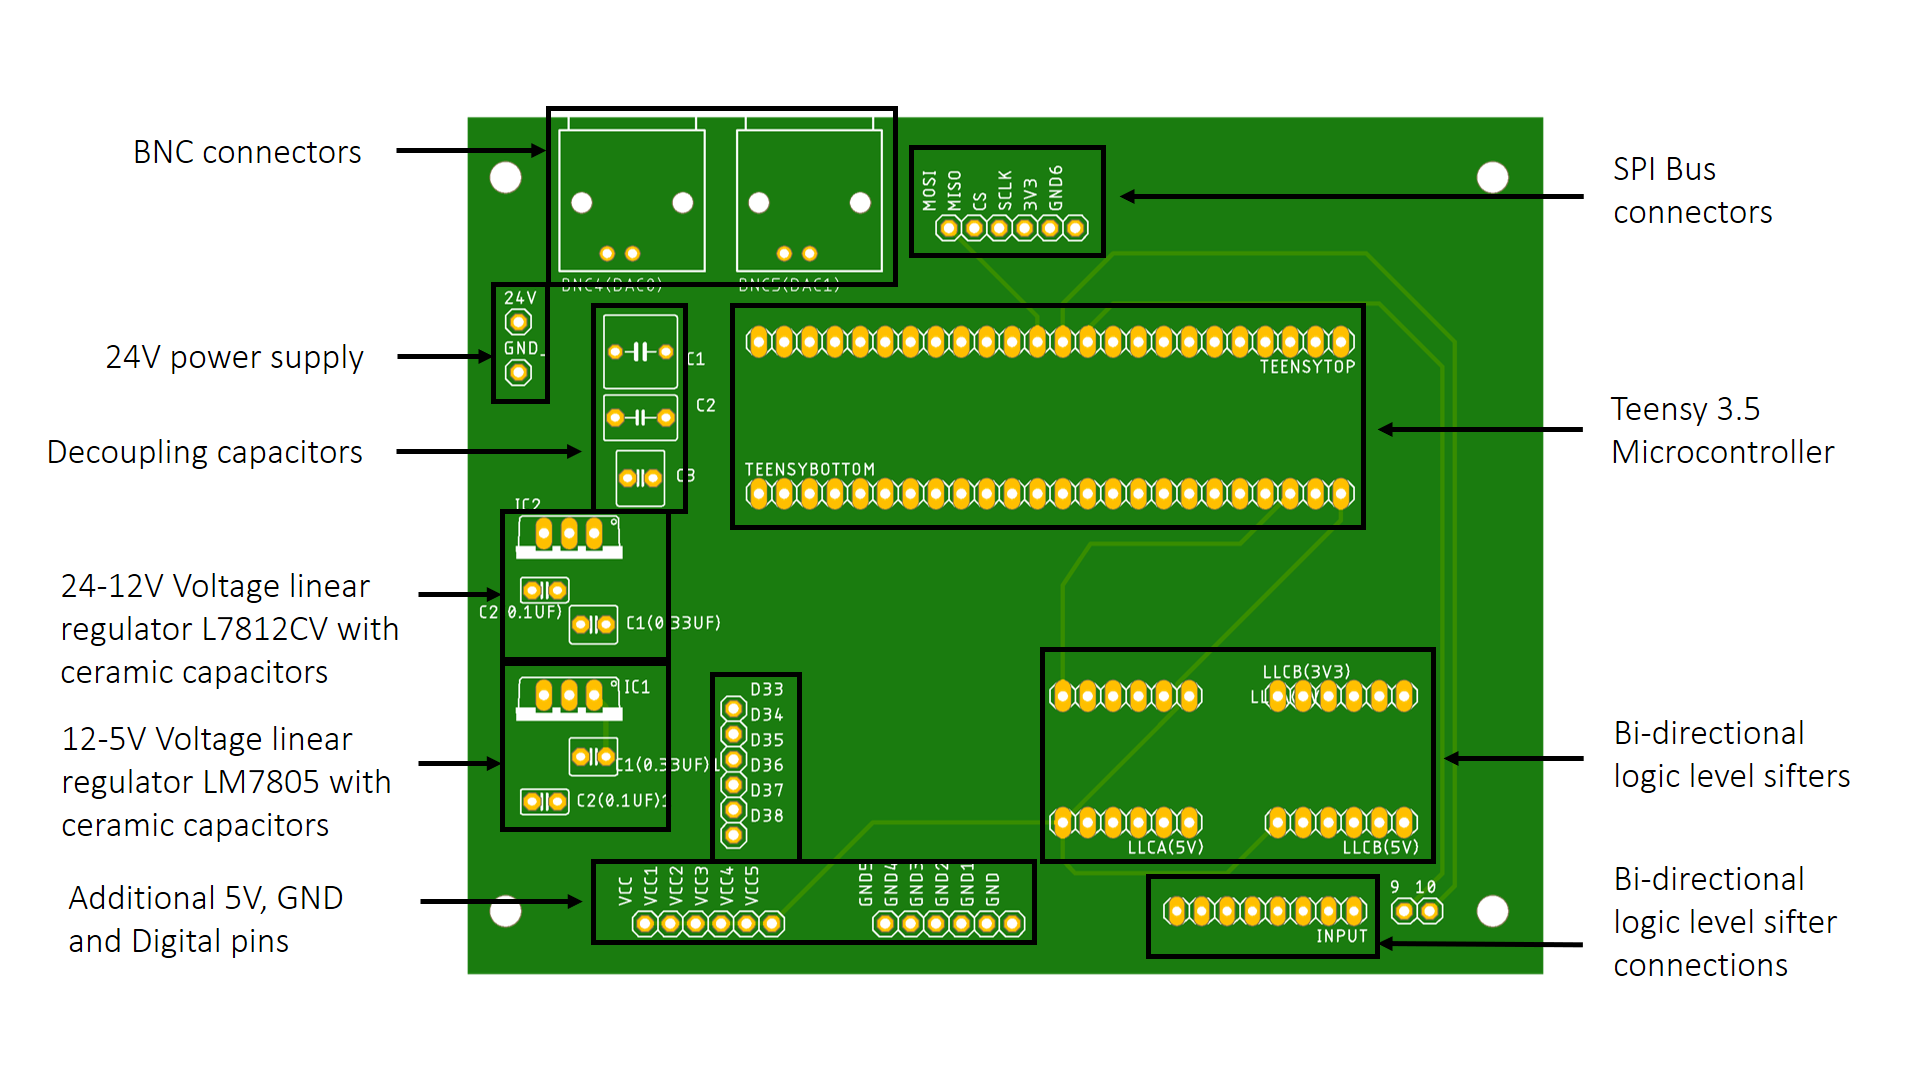 BNC connectors
24V power supply
Decoupling capacitors
24-12V Voltage linear
regulator L7812CV with
ceramic capacitors
12-5V Voltage linear
regulator LM7805 with
ceramic capacitors
Additional 5V, GND
and Digital pins
BNC4(DAC0)
BNC5(DAC1)
MOSI
MISO
CS
SCLK
3V3
GND6
24V
GND
C1
C2
C3
TEENSYTOP
TEENSYBOTTOM
IC2
C2(0.1UF)
C1(0.33UF)
IC1
C1(0.33UF)1
C2(0.1UF)1
D33
D34
D35
D36
D37
D38
VCC
VCC1
VCC2
VCC3
VCC4
VCC5
GND5
GND4
GND3
GND2
GND1
GND
LLCB(3V3)
LLCA(5V)
LLCB(5V)
INPUT
9 10
SPI Bus
connectors
Teensy 3.5
Microcontroller
Bi-directional
logic level sifters
Bi-directional
logic level sifter
connections